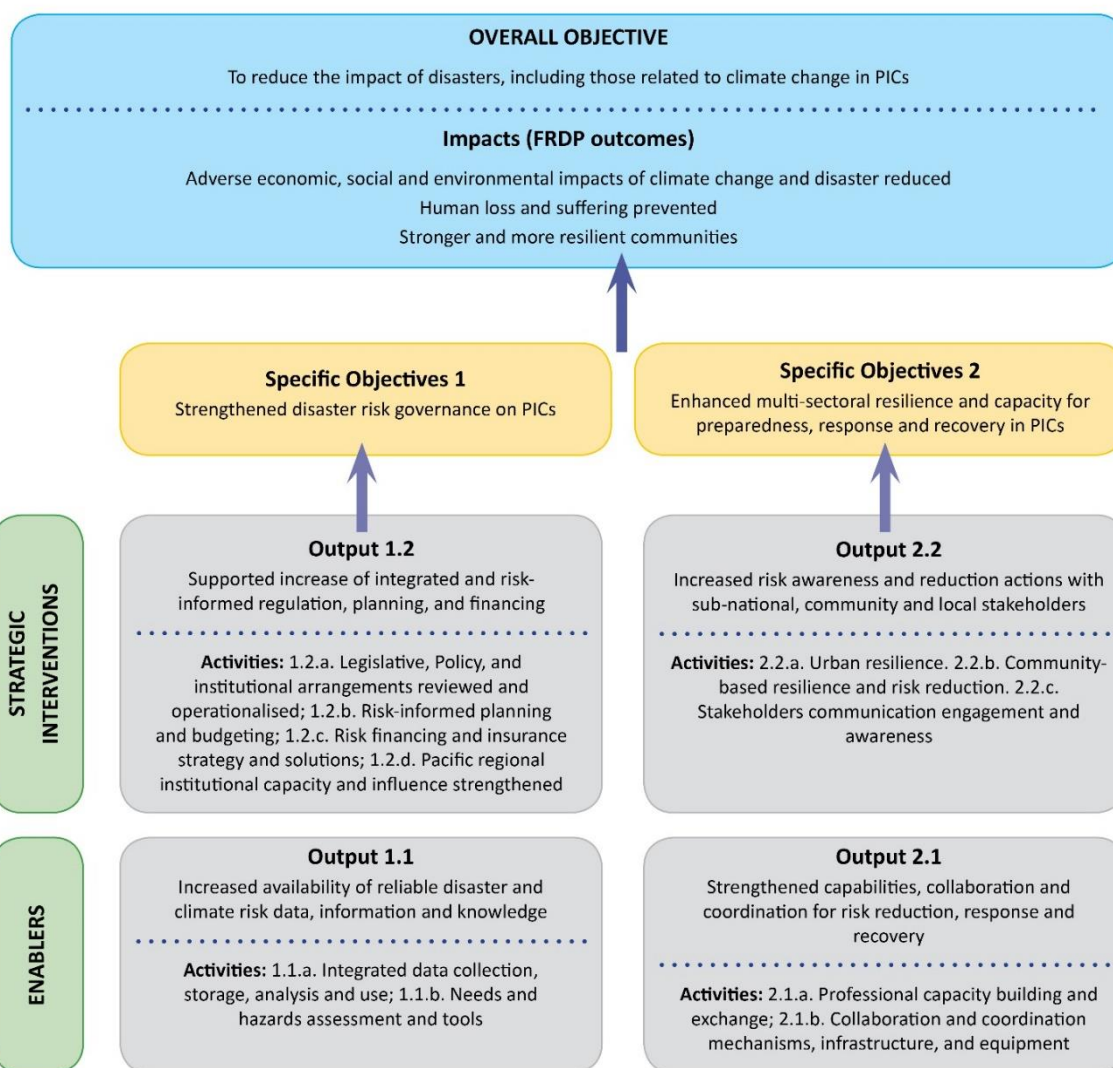 OVERALL OBJECTIVE
To reduce the impact of disasters, including those related to climate change in PICs
Impacts (FRDP outcomes)
Adverse economic, social and environmental impacts of climate change and disaster reduced
Human loss and suffering prevented
Stronger and more resilient communities
Specific Objectives 1
Strengthened disaster risk governance on PICs
Specific Objectives 2
Enhanced multi-sectoral resilience and capacity for
preparedness, response and recovery in PICs
STRATEGIC
INTERVENTIONS
Output 1.2
Supported increase of integrated and risk-
informed regulation, planning, and financing
Activities: 1.2.a. Legislative, Policy, and
institutional arrangements reviewed and
operationalised; 1.2.b. Risk-informed planning
and budgeting; 1.2.c. Risk financing and insurance
strategy and solutions; 1.2.d. Pacific regional
institutional capacity and influence strengthened
Output 2.2
Increased risk awareness and reduction actions with
sub-national, community and local stakeholders
Activities: 2.2.a. Urban resilience. 2.2.b. Community-
based resilience and risk reduction. 2.2.c.
Stakeholders communication engagement and
awareness
ENABLERS
Output 1.1
Increased availability of reliable disaster and
climate risk data, information and knowledge
Activities: 1.1.a. Integrated data collection,
storage, analysis and use; 1.1.b. Needs and
hazards assessment and tools
Output 2.1
Strengthened capabilities, collaboration and
coordination for risk reduction, response and
recovery
Activities: 2.1.a. Professional capacity building and
exchange; 2.1.b. Collaboration and coordination
mechanisms, infrastructure, and equipment